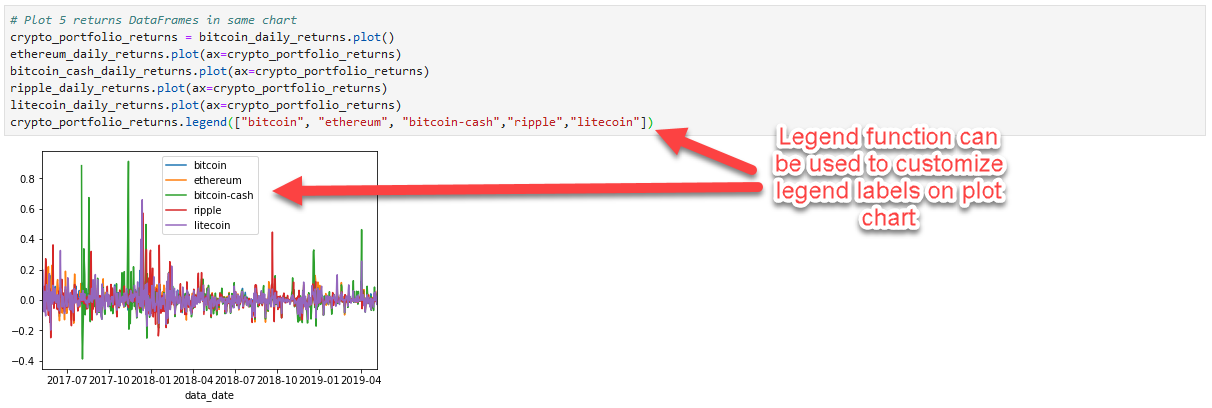 # Plot 5 returns DataFrames in same chart
crypto_portfolio_returns = bitcoin_daily_returns.plot()
ethereum_daily_returns.plot(ax=crypto_portfolio_returns)
bitcoin_cash_daily_returns.plot(ax=crypto_portfolio_returns)
ripple_daily_returns.plot(ax=crypto_portfolio_returns)
litecoin_daily_returns.plot(ax=crypto_portfolio_returns)
crypto_portfolio_returns.legend(["bitcoin", "ethereum", "bitcoin-cash","ripple","litecoin"])
Legend function can
be used to customize
legend labels on plot
chart
bitcoin
ethereum
bitcoin-cash
ripple
litecoin
0.8
0.6
0.4
0.2
0.0
−0.2
−0.4
2017-07 2017-10 2018-01 2018-04 2018-07 2018-10 2019-01 2019-04
data_date